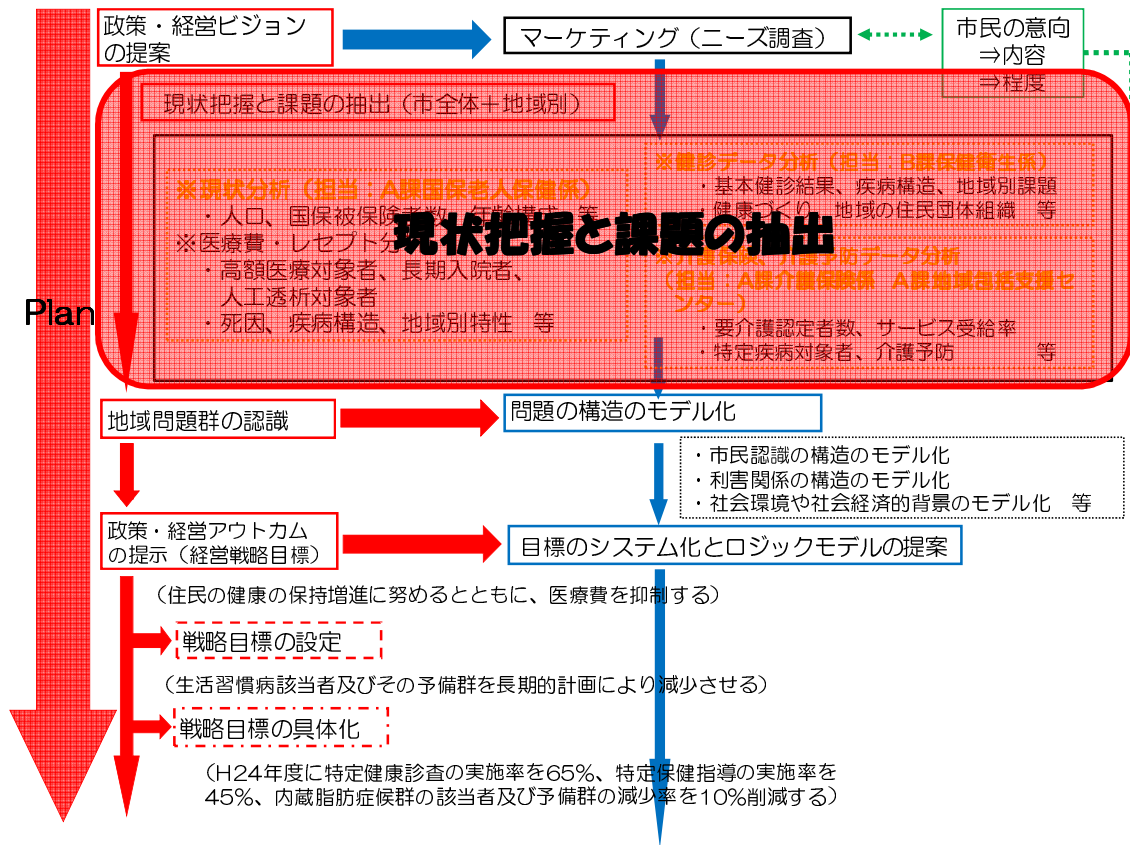 政策・経営ビジョン
の提案
マーケティング（ニーズ調査）
市民の意向
⇒内容
⇒程度
現状把握と課題の抽出（市全体＋地域別）
※現状分析（担当：A課国保老人保健係）
・人口、国保被保険者数、年齢構成　等
※医療費・レセプト分
・高額医療対象者、長期入院者、
人工透析対象者
・死因、疾病構造、地域別特性　等
※健診データ分析（担当：B課保健衛生係）
・基本健診結果、疾病構造、地域別課題
・健康づくり、地域の住民団体組織　等
現状把握と課題の抽出
防データ分析
（担当：A課介護保険係　A課地域包括支援セ
ンター）
・要介護認定者数、サービス受給率
・特定疾病対象者、介護予防　等
Plan
地域問題群の認識
問題の構造のモデル化
・市民認識の構造のモデル化
・利害関係の構造のモデル化
・社会環境や社会経済的背景のモデル化　等
政策・経営アウトカム
の提示（経営戦略目標）
目標のシステム化とロジックモデルの提案
（住民の健康の保持増進に努めるとともに、医療費を抑制する）
戦略目標の設定
（生活習慣病該当者及びその予備群を長期的計画により減少させる）
戦略目標の具体化
（H24年度に特定健康診査の実施率を65%、特定保健指導の実施率を
45%、内蔵脂肪症候群の該当者及び予備群の減少率を10%削減する）